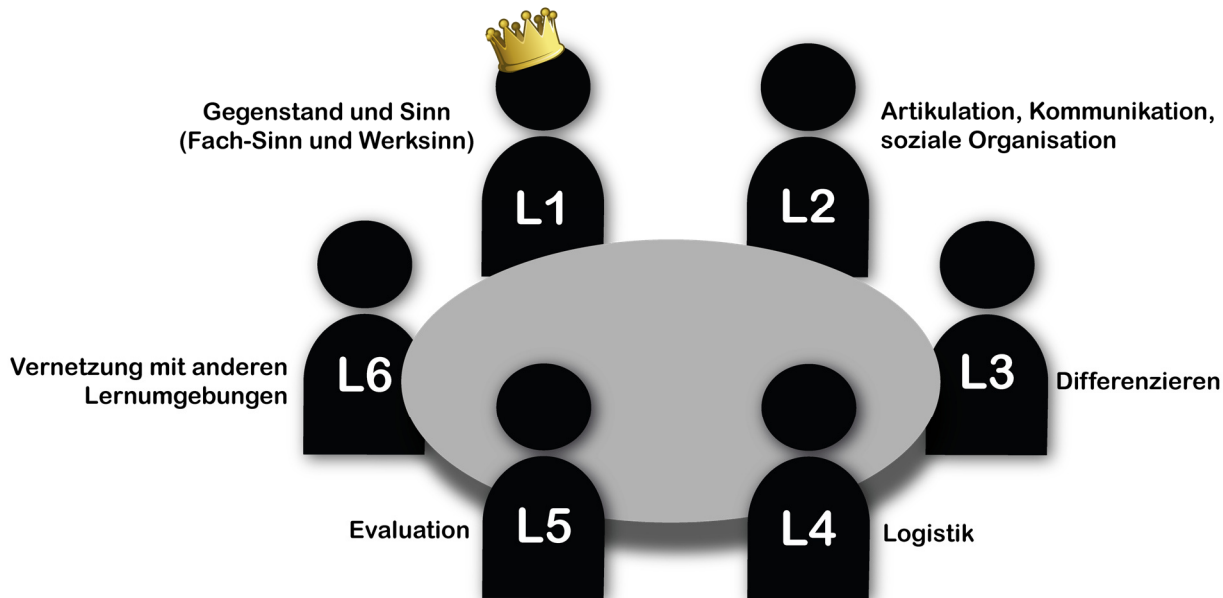 Gegenstand und Sinn
(Fach-Sinn und Werksinn)
L1
L2
Artikulation, Kommunikation,
soziale Organisation
Vernetzung mit anderen
Lernumgebungen
L6
L3
Differenzieren
Evaluation
L5
L4
Logistik